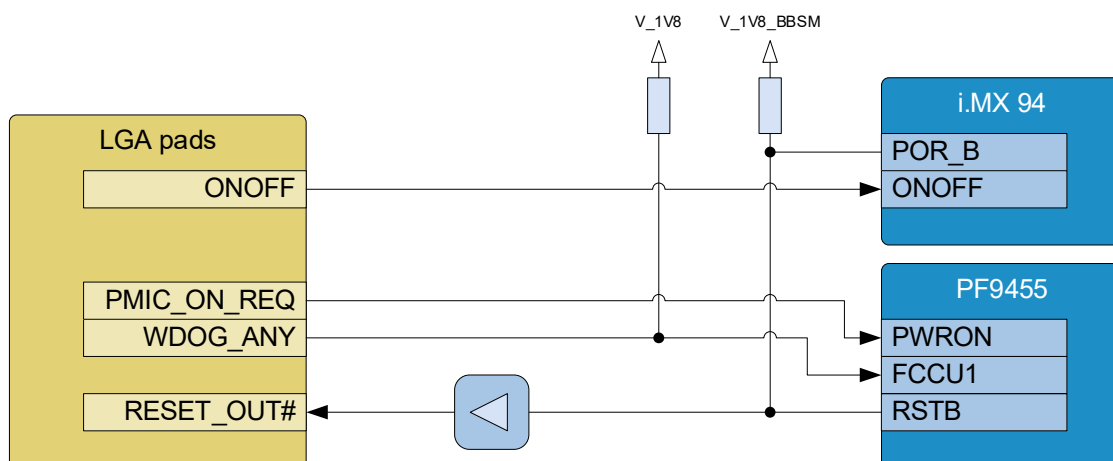 V_1V8
V_1V8_BBSM
LGA pads
ONOFF
PMIC_ON_REQ
WDOG_ANY
RESET_OUT#
i.MX 94
POR_B
ONOFF
PF9455
PWRON
FCCU1
RSTB